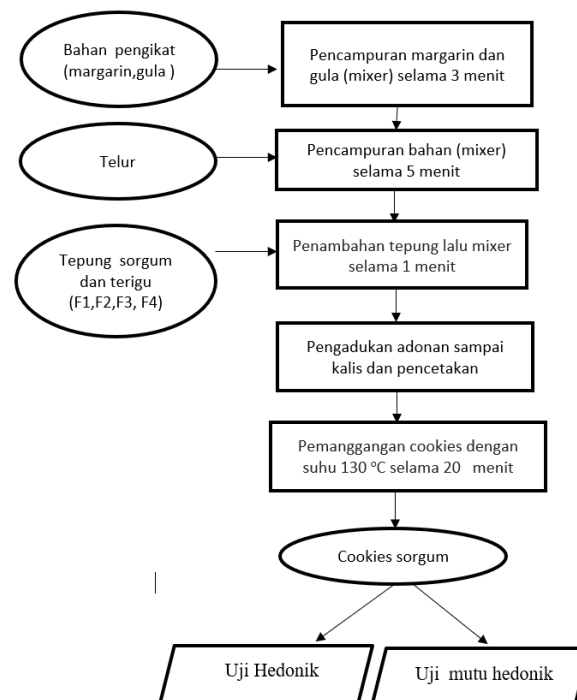 Bahan pengikat
(margarin,gula )
Pencampuran margarin dan
gula (mixer) selama 3 menit
Telur
Pencampuran bahan (mixer)
selama 5 menit
Tepung sorgum
dan terigu
(F1,F2,F3, F4)
Penambahan tepung lalu mixer
selama 1 menit
Pengadukan adonan sampai
kalis dan pencetakan
Pemanggangan cookies dengan
suhu 130 °C selama 20 menit
Cookies sorgum
Uji Hedonik
Uji mutu hedonik